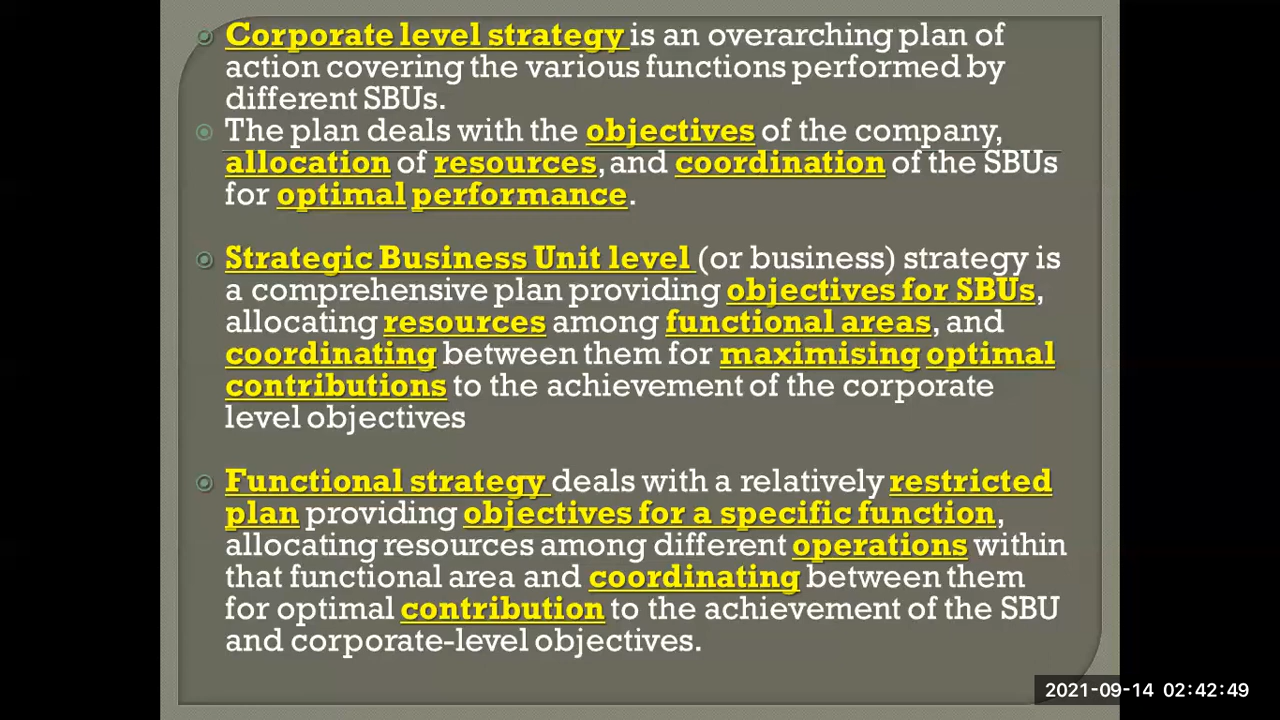 Corporate level strategy is an overarching plan of
action covering the various functions performed by
different SBUs.
The plan deals with the objectives of the company,
allocation of resources, and coordination of the SBUs
for optimal performance.
Strategic Business Unit level (or business) strategy is
a comprehensive plan providing objectives for SBUs,
allocating resources among functional areas, and
coordinating between them for maximising optimal
contributions to the achievement of the corporate
level objectives
Functional strategy deals with a relatively restricted
plan providing objectives for a specific function,
allocating resources among different operations within
that functional area and coordinating between them
for optimal contribution to the achievement of the SBU
and corporate-level objectives.
2021-09-14 02:42:49